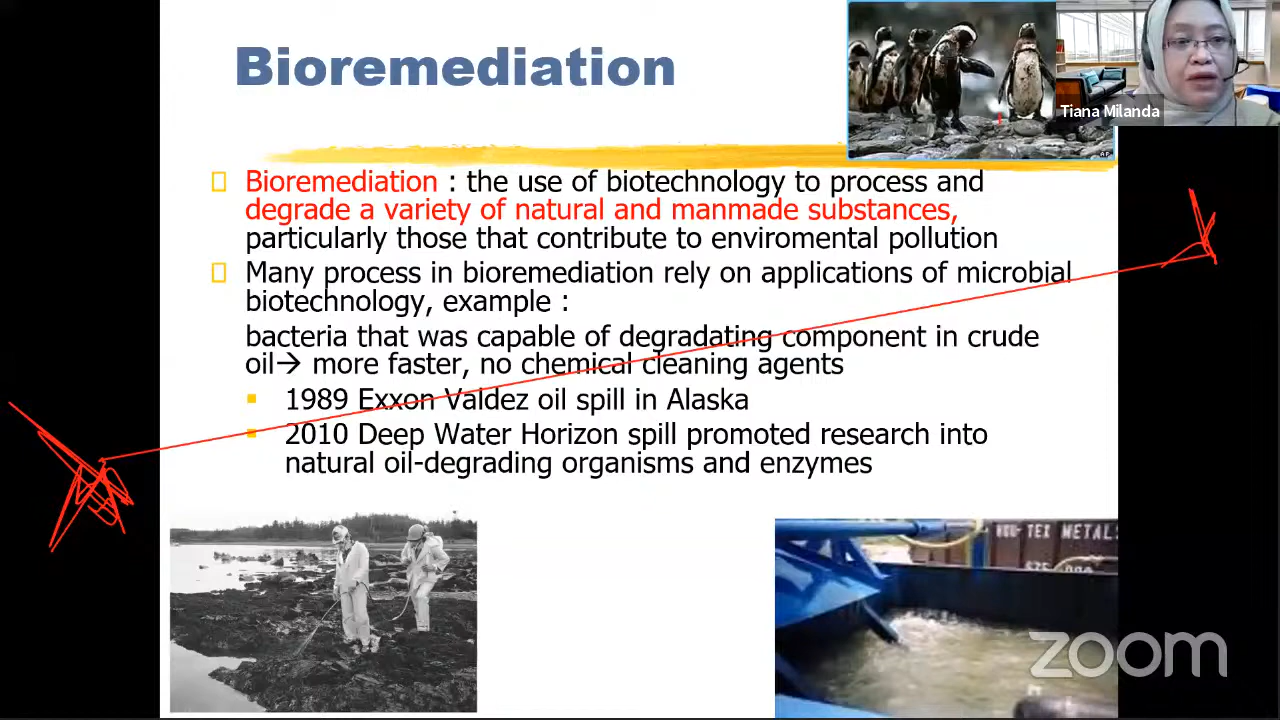 Bioremediation
Tiana Milanda
Bioremediation : the use of biotechnology to process and
degrade a variety of natural and manmade substances,
particularly those that contribute to enviromental pollution
Many process in bioremediation rely on applications of microbial
biotechnology, example :
bacteria that was capable of degradating component in crude
oil→ more faster, no chemical cleaning agents
1989 Exxon Valdez oil spill in Alaska
2010 Deep Water Horizon spill promoted research into
natural oil-degrading organisms and enzymes
METALS
zoom